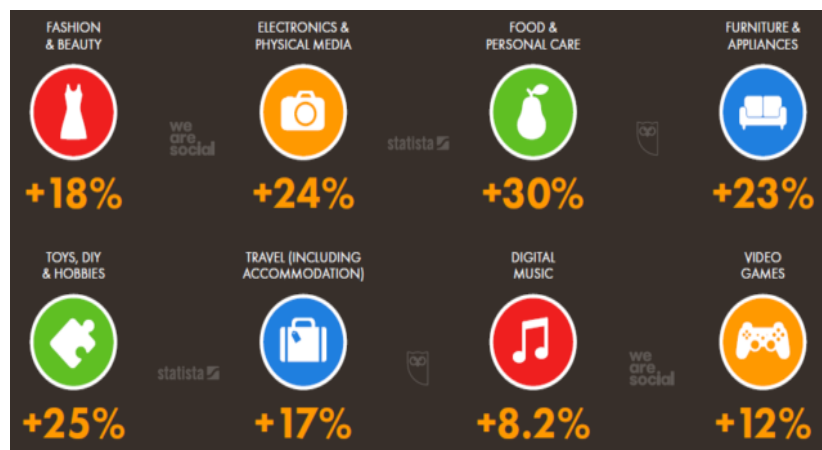 FASHION
& BEAUTY
ELECTRONICS &
PHYSICAL MEDIA
FOOD &
PERSONAL CARE
FURNITURE &
APPLIANCES
we
are
social
statista
+18%
+24%
+30%
+23%
TOYS, DIY
& HOBBIES
TRAVEL (INCLUDING
ACCOMMODATION)
DIGITAL
MUSIC
VIDEO
GAMES
statista
we
are
social
+25%
+17%
+8.2%
+12%